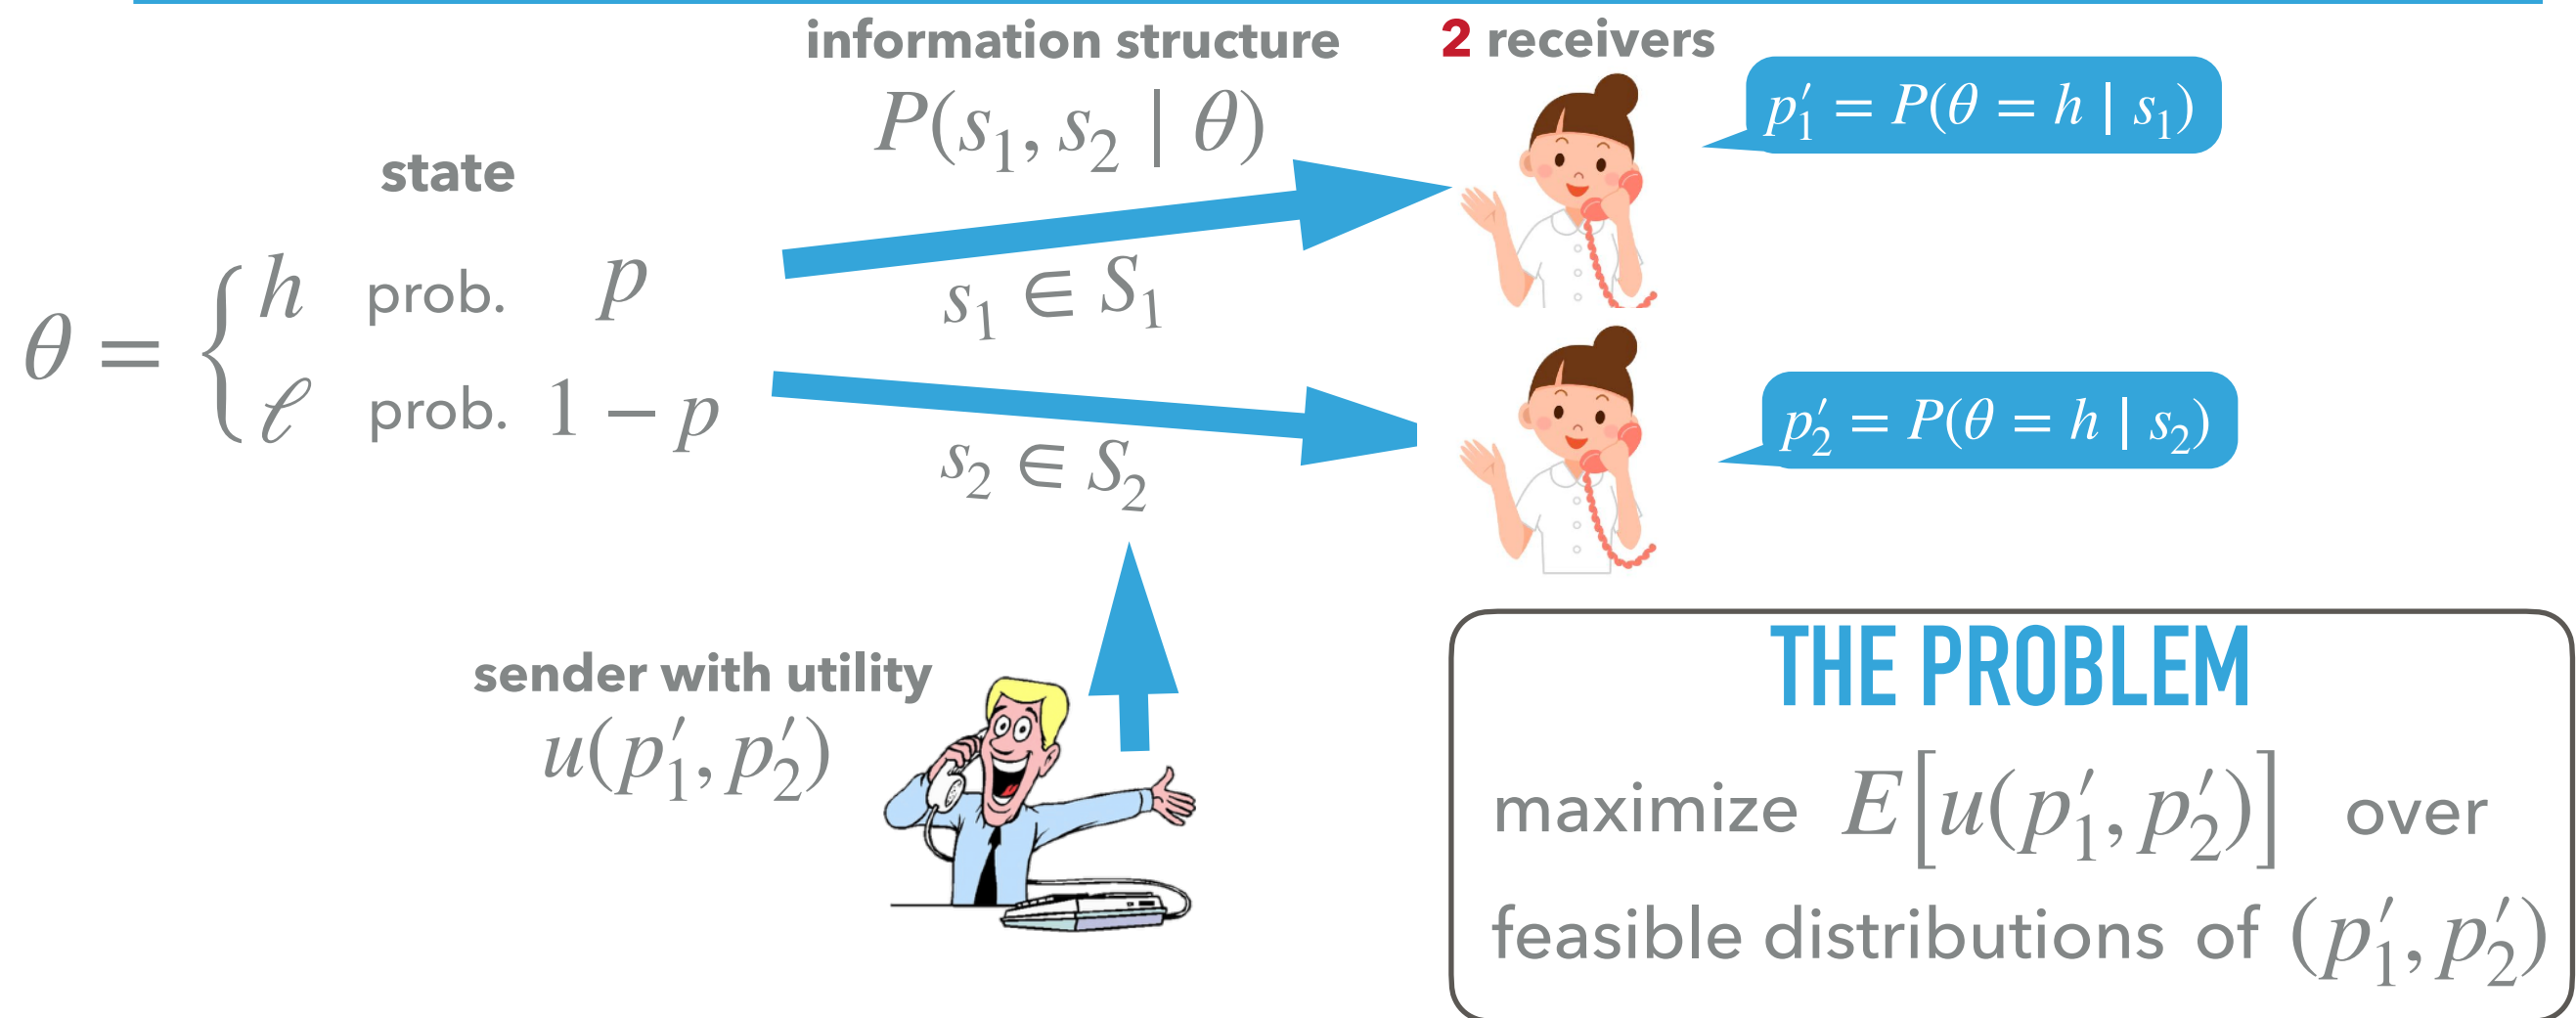 information structure
2 receivers
P(s₁, s₂ | θ)
p′₁ = P(θ = h | s₁)
state
θ = { h prob. p
ℓ prob. 1 − p
s₁ ∈ S₁
s₂ ∈ S₂
p′₂ = P(θ = h | s₂)
sender with utility
u(p′₁, p′₂)
THE PROBLEM
maximize E[u(p′₁, p′₂)] over
feasible distributions of (p′₁, p′₂)